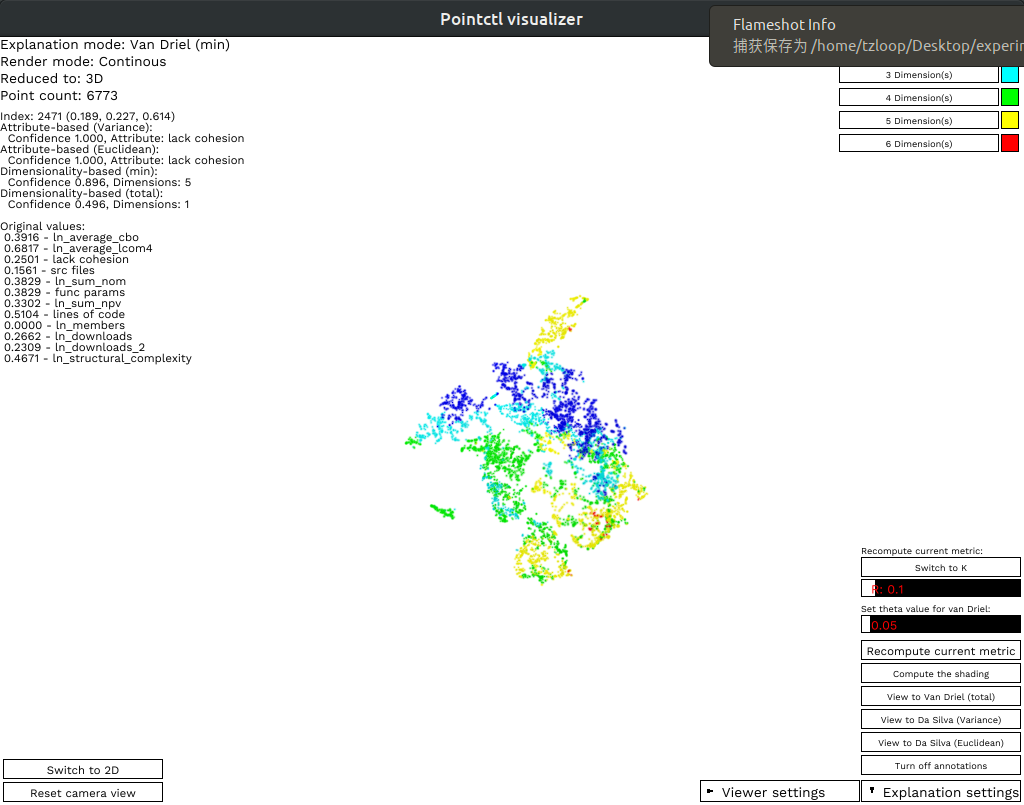 Pointctl visualizer
Flameshot Info
捕获保存为 /home/tzloop/Desktop/experim
Explanation mode: Van Driel (min)
Render mode: Continous
Reduced to: 3D
Point count: 6773
Index: 2471 (0.189, 0.227, 0.614)
Attribute-based (Variance):
Confidence 1.000, Attribute: lack cohesion
Attribute-based (Euclidean):
Confidence 1.000, Attribute: lack cohesion
Dimensionality-based (min):
Confidence 0.896, Dimensions: 5
Dimensionality-based (total):
Confidence 0.496, Dimensions: 1
Original values:
0.3916 - ln_average_cbo
0.6817 - ln_average_lcom4
0.2501 - lack cohesion
0.1561 - src files
0.3829 - ln_sum_nom
0.3829 - func params
0.3302 - ln_sum_npv
0.5104 - lines of code
0.0000 - ln_members
0.2662 - ln_downloads
0.2309 - ln_downloads_2
0.4671 - ln_structural_complexity
3 Dimension(s)
4 Dimension(s)
5 Dimension(s)
6 Dimension(s)
Recompute current metric:
Switch to K
R: 0.1
Set theta value for van Driel:
0.05
Recompute current metric
Compute the shading
View to Van Driel (total)
View to Da Silva (Variance)
View to Da Silva (Euclidean)
Turn off annotations
Switch to 2D
Reset camera view
Viewer settings
Explanation settings